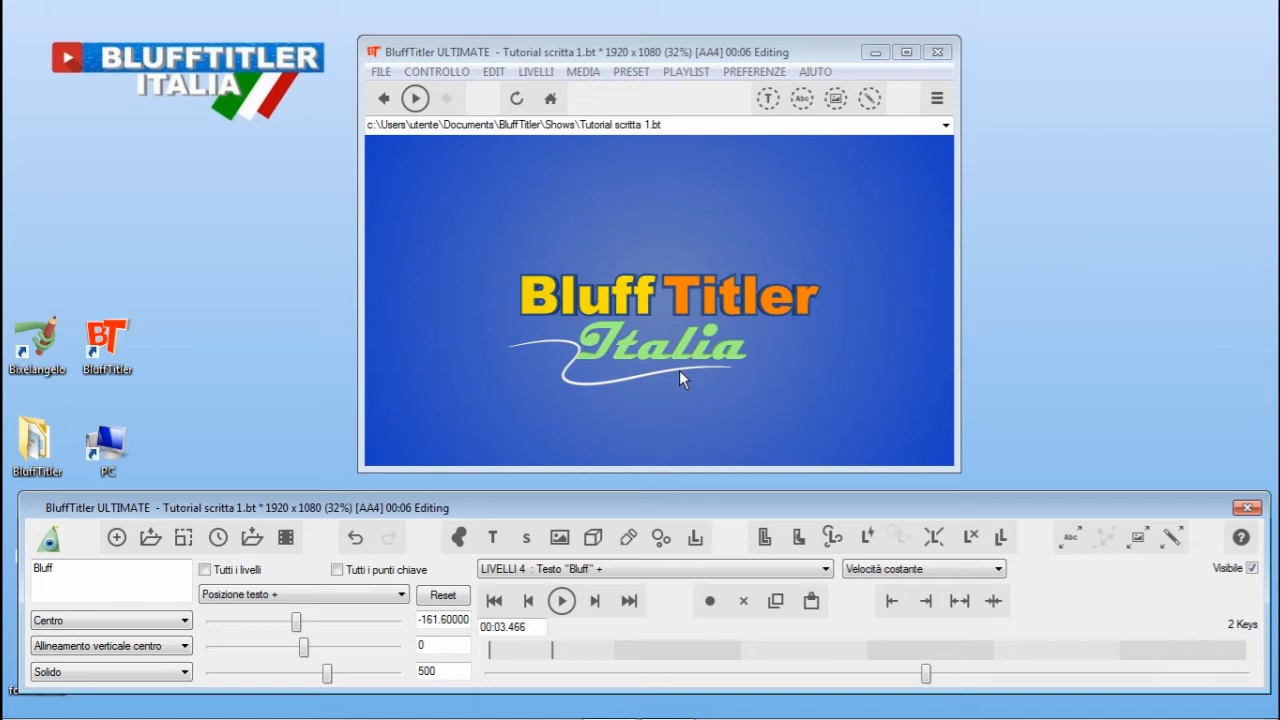 BLUFFTITLER
ITALIA
BT BluffTitler ULTIMATE - Tutorial scritta 1.bt * 1920 x 1080 (32%) [AA4] 00:06 Editing
FILE CONTROLLO EDIT LIVELLI MEDIA PRESET PLAYLIST PREFERENZE AIUTO
T Abc
c:\Users\utente\Documents\BluffTitler\Shows\Tutorial scritta 1.bt
Bluff Titler
Italia
BT
Bixelangelo BluffTitler
BluffTitler PC
BluffTitler ULTIMATE - Tutorial scritta 1.bt * 1920 x 1080 (32%) [AA4] 00:06 Editing
T S Abc ?
Bluff
Tutti i livelli Tutti i punti chiave LIVELLI 4 : Testo "Bluff" + Velocità costante Visibile
Posizione testo + Reset
Centro -161.60000 00:03.466 2 Keys
Allineamento verticale centro 0
Solido 500